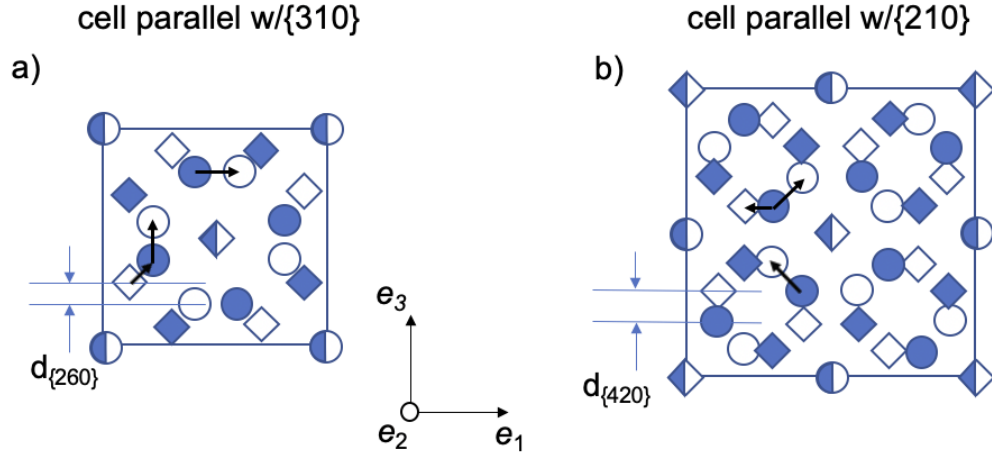 cell parallel w/{310}
cell parallel w/{210}
a)
b)
d{260}
e3
e2
e1
d{420}